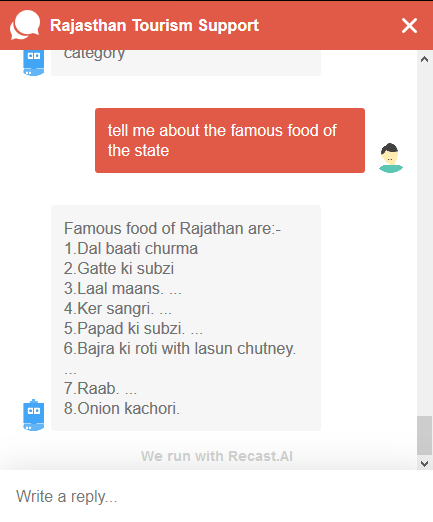 Rajasthan Tourism Support
category
tell me about the famous food of
the state
Famous food of Rajathan are:-
1.Dal baati churma
2.Gatte ki subzi
3.Laal maans. ...
4.Ker sangri. ...
5.Papad ki subzi. ...
6.Bajra ki roti with lasun chutney.
...
7.Raab. ...
8.Onion kachori.
We run with Recast.AI
Write a reply...